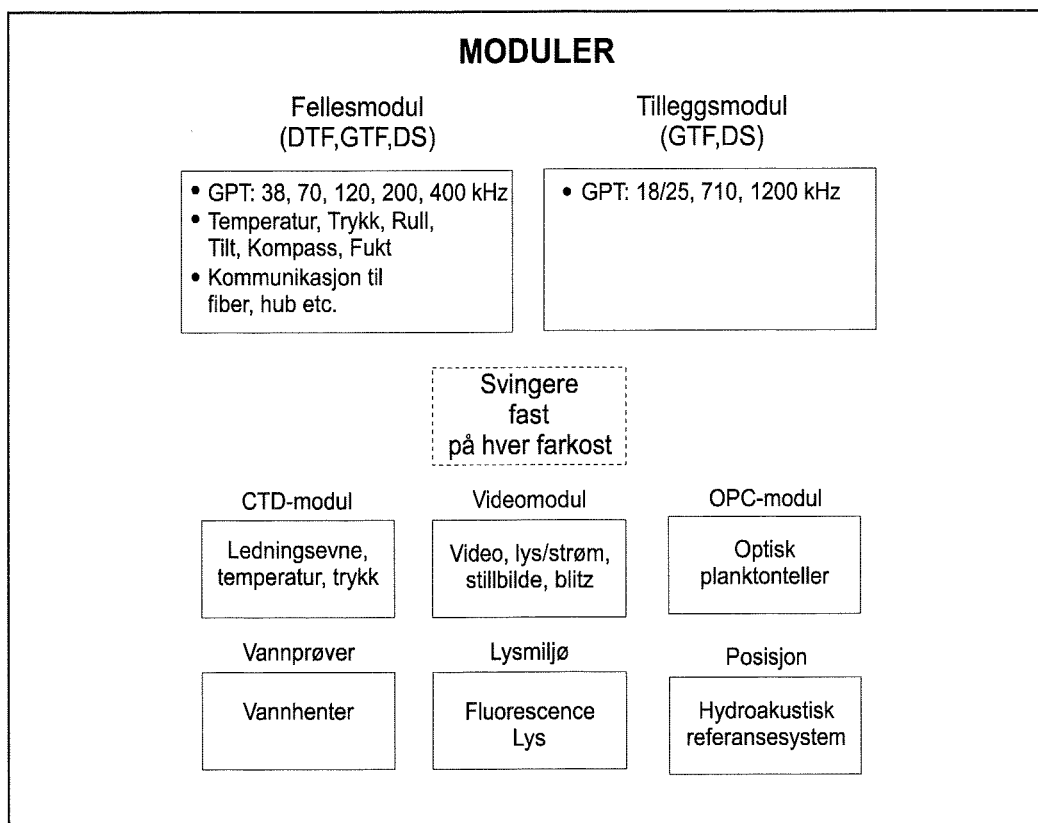 MODULER
Fellesmodul
(DTF,GTF,DS)
• GPT: 38, 70, 120, 200, 400 kHz
• Temperatur, Trykk, Rull,
Tilt, Kompass, Fukt
• Kommunikasjon til
fiber, hub etc.
Tilleggsmodul
(GTF,DS)
• GPT: 18/25, 710, 1200 kHz
Svingere
fast
på hver farkost
CTD-modul
Ledningsevne,
temperatur, trykk
Videomodul
Video, lys/strøm,
stillbilde, blitz
OPC-modul
Optisk
planktonteller
Vannprøver
Vannhenter
Lysmiljø
Fluorescence
Lys
Posisjon
Hydroakustisk
referansesystem